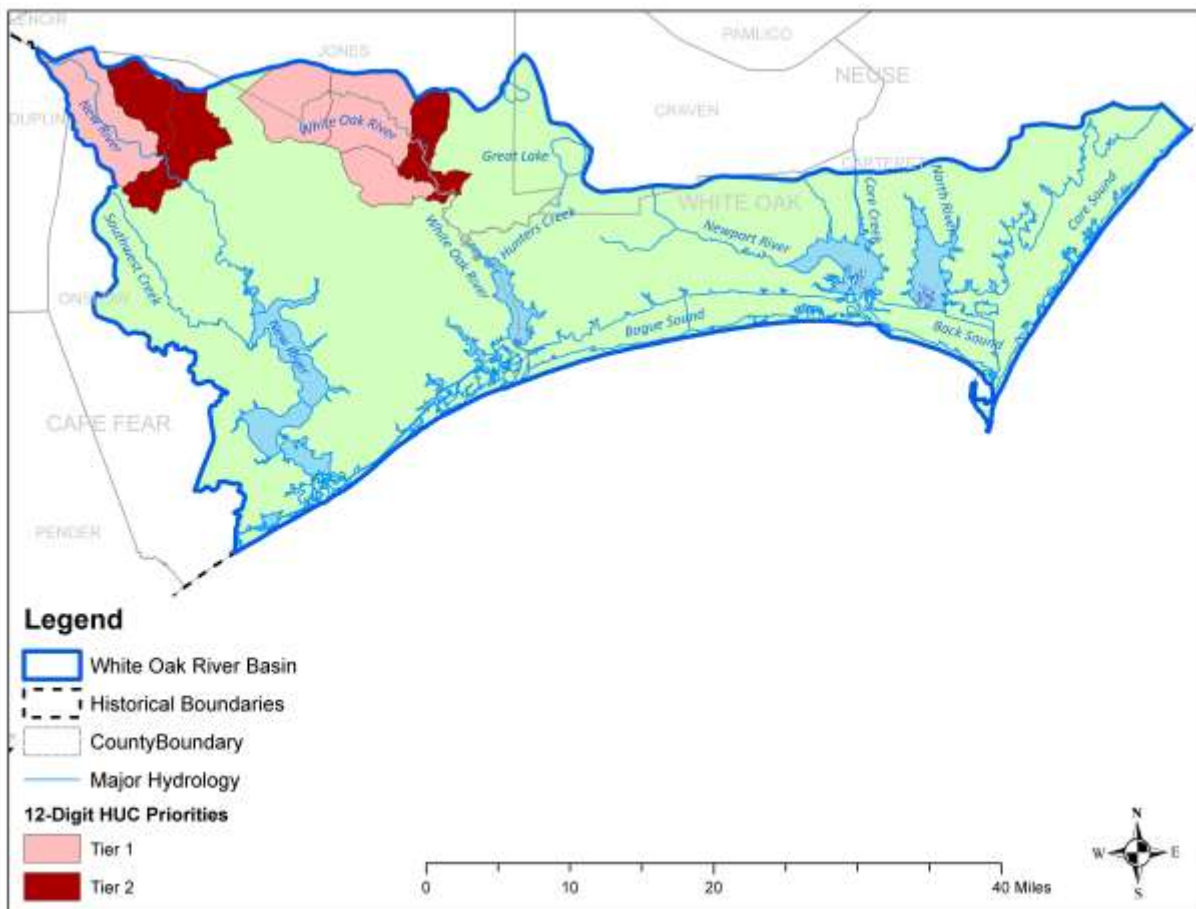 PAMLICO
JONES
NEUSE
CRAVEN
DUPLIN
New River
White Oak River
Great Lake
CARTERET
WHITE OAK
Core Creek
North River
Core Sound
Hunters Creek
White Oak River
Newport River
Southwest Creek
ONSLOW
New River
Bogue Sound
Back Sound
CAPE FEAR
PENDER
Legend
White Oak River Basin
Historical Boundaries
CountyBoundary
Major Hydrology
12-Digit HUC Priorities
Tier 1
Tier 2
0 10 20 40 Miles
N
W E
S